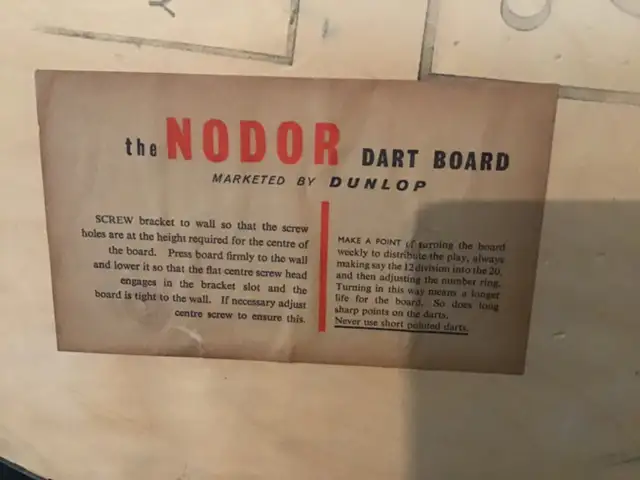 Y
the NODOR DART BOARD
MARKETED BY DUNLOP
SCREW bracket to wall so that the screw
holes are at the height required for the centre of
the board. Press board firmly to the wall
and lower it so that the flat centre screw head
engages in the bracket slot and the
board is tight to the wall. If necessary adjust
centre screw to ensure this.
MAKE A POINT of turning the board
weekly to distribute the play, always
making say the 12 division into the 20,
and then adjusting the number ring.
Turning in this way means a longer
life for the board. So does long
sharp points on the darts.
Never use short pointed darts.